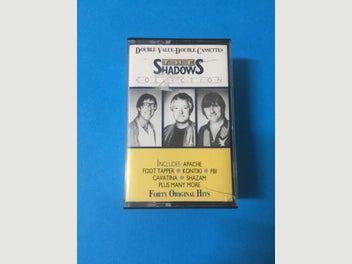 DOUBLE VALUE·DOUBLE CASSETTES
THE
SHADOWS
COLLECTION
INCLUDES: APACHE
FOOT TAPPER • KONTIKI • FBI
CAVATINA • SHAZAM
PLUS MANY MORE
FORTY ORIGINAL HITS